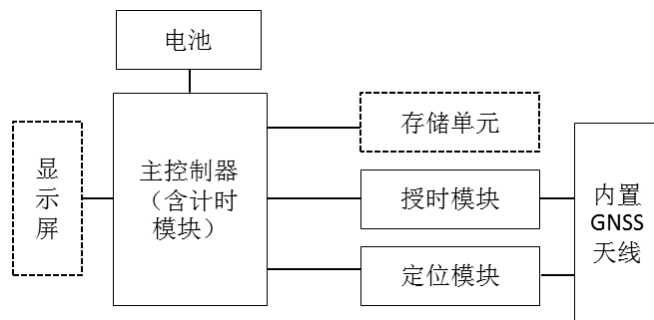 电池
显
示
屏
主控制器
（含计时
模块）
存储单元
授时模块
定位模块
内置
GNSS
天线